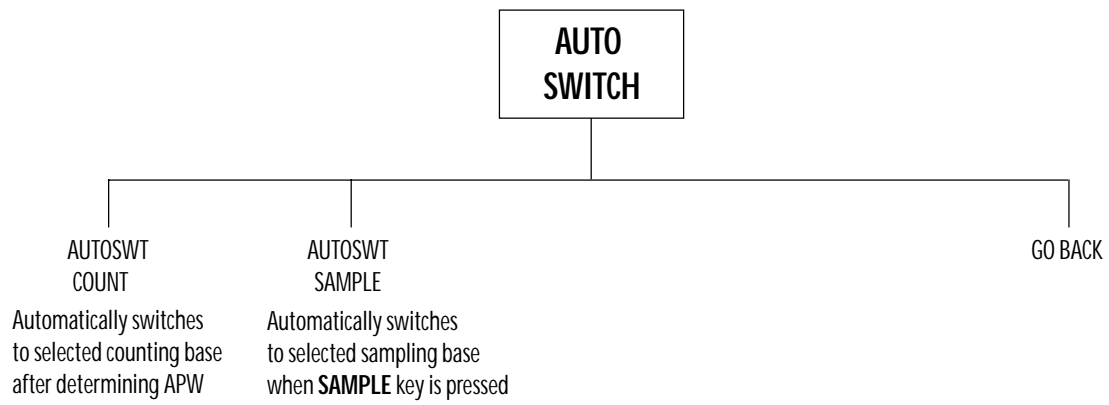 AUTO
SWITCH
AUTOSWT
COUNT
Automatically switches
to selected counting base
after determining APW
AUTOSWT
SAMPLE
Automatically switches
to selected sampling base
when SAMPLE key is pressed
GO BACK